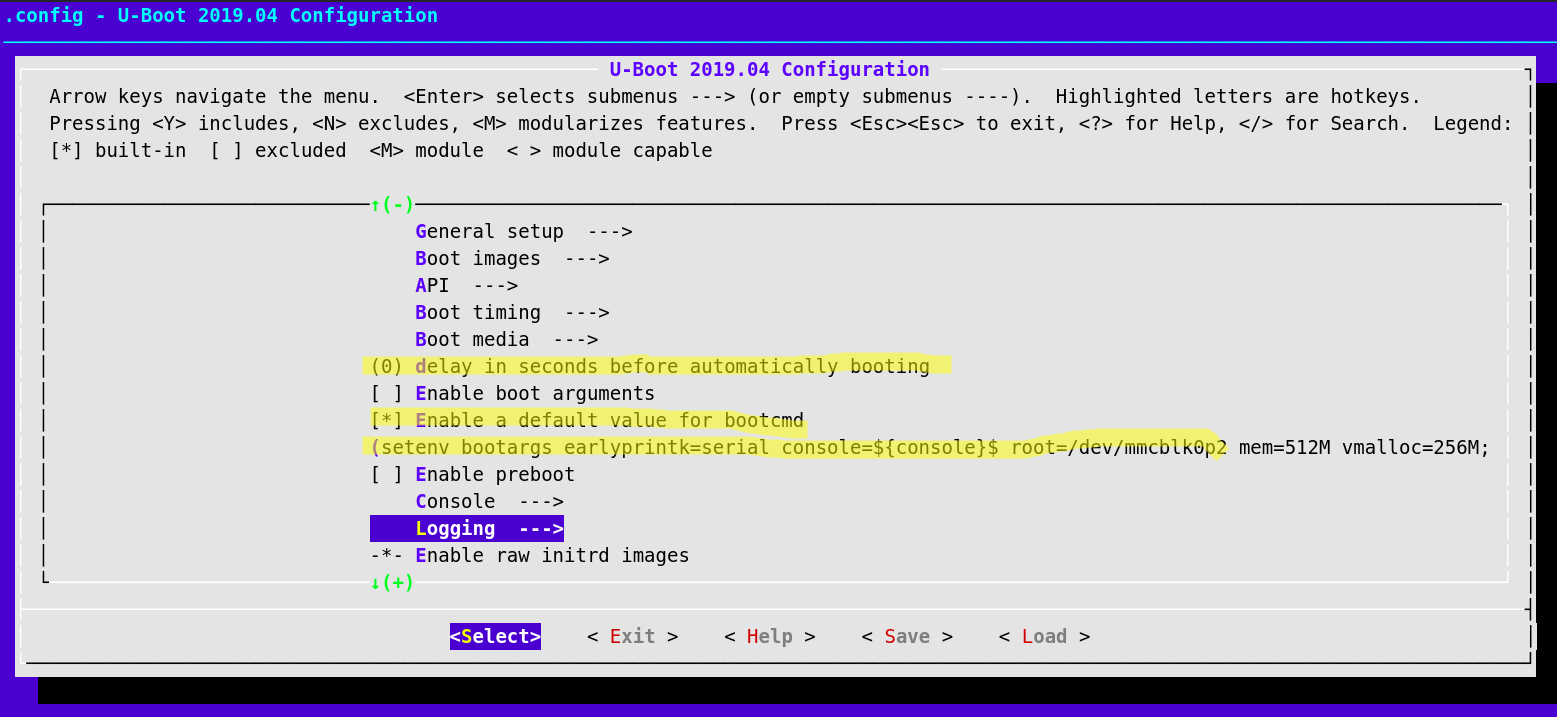 .config - U-Boot 2019.04 Configuration
U-Boot 2019.04 Configuration
Arrow keys navigate the menu.  <Enter> selects submenus ---> (or empty submenus ----).  Highlighted letters are hotkeys.
Pressing <Y> includes, <N> excludes, <M> modularizes features.  Press <Esc><Esc> to exit, <?> for Help, </> for Search.  Legend:
[*] built-in  [ ] excluded  <M> module  < > module capable
↑(-)
General setup  --->
Boot images  --->
API  --->
Boot timing  --->
Boot media  --->
(0) delay in seconds before automatically booting
[ ] Enable boot arguments
[*] Enable a default value for bootcmd
(setenv bootargs earlyprintk=serial console=${console}$ root=/dev/mmcblk0p2 mem=512M vmalloc=256M;
[ ] Enable preboot
Console  --->
Logging  --->
-*- Enable raw initrd images
↓(+)
<Select>    < Exit >    < Help >    < Save >    < Load >